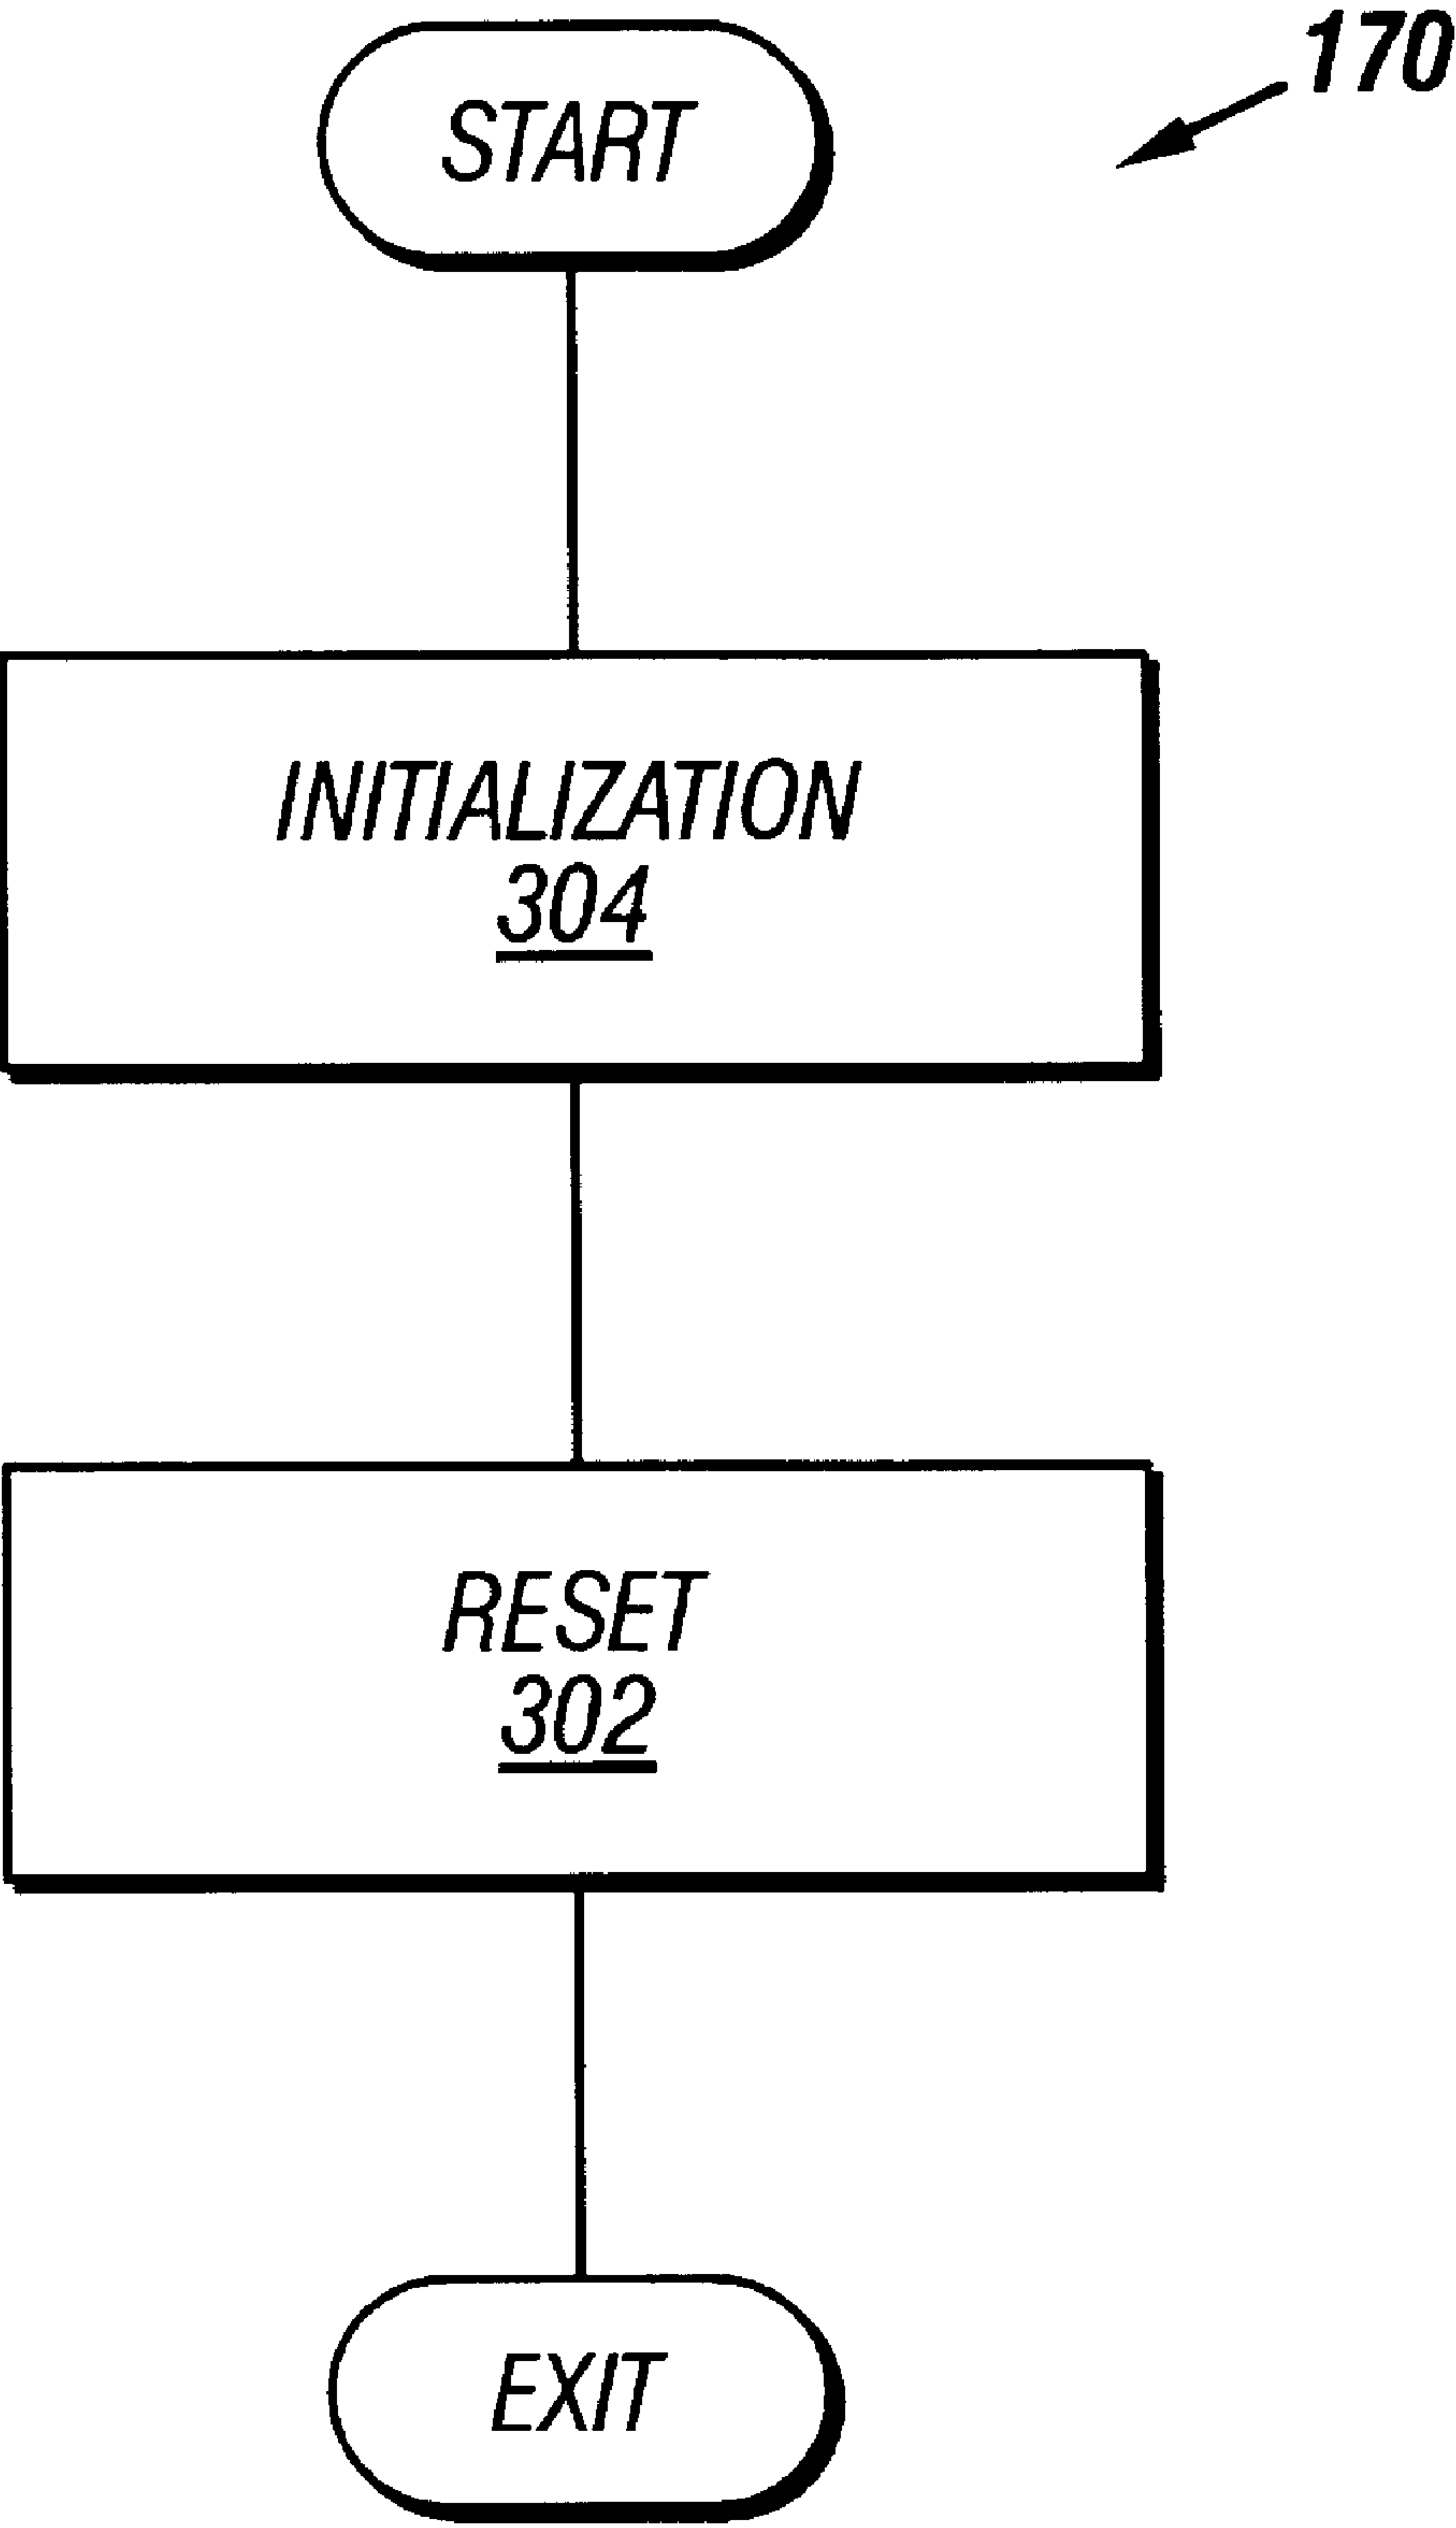 170
START
INITIALIZATION
304
RESET
302
EXIT